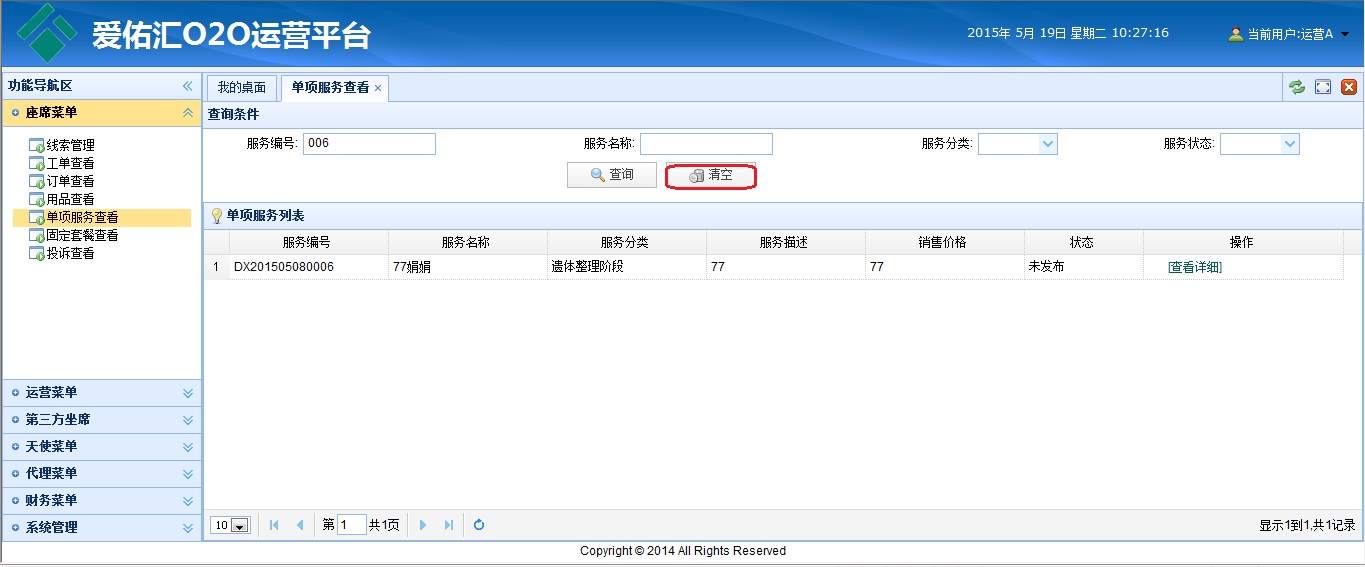 爱佑汇O2O运营平台
2015年 5月 19日 星期二 10:27:16
当前用户:运营A
功能导航区
座席菜单
线索管理
工单查看
订单查看
用品查看
单项服务查看
固定套餐查看
投诉查看
运营菜单
第三方坐席
天使菜单
代理菜单
财务菜单
系统管理
我的桌面 单项服务查看
查询条件
服务编号: 006 服务名称: 服务分类: 服务状态:
查询 清空
单项服务列表
服务编号 服务名称 服务分类 服务描述 销售价格 状态 操作
1 DX201505080006 77娟娟 遗体整理阶段 77 77 未发布 [查看详细]
10 第 1 共1页 显示1到1,共1记录
Copyright © 2014 All Rights Reserved